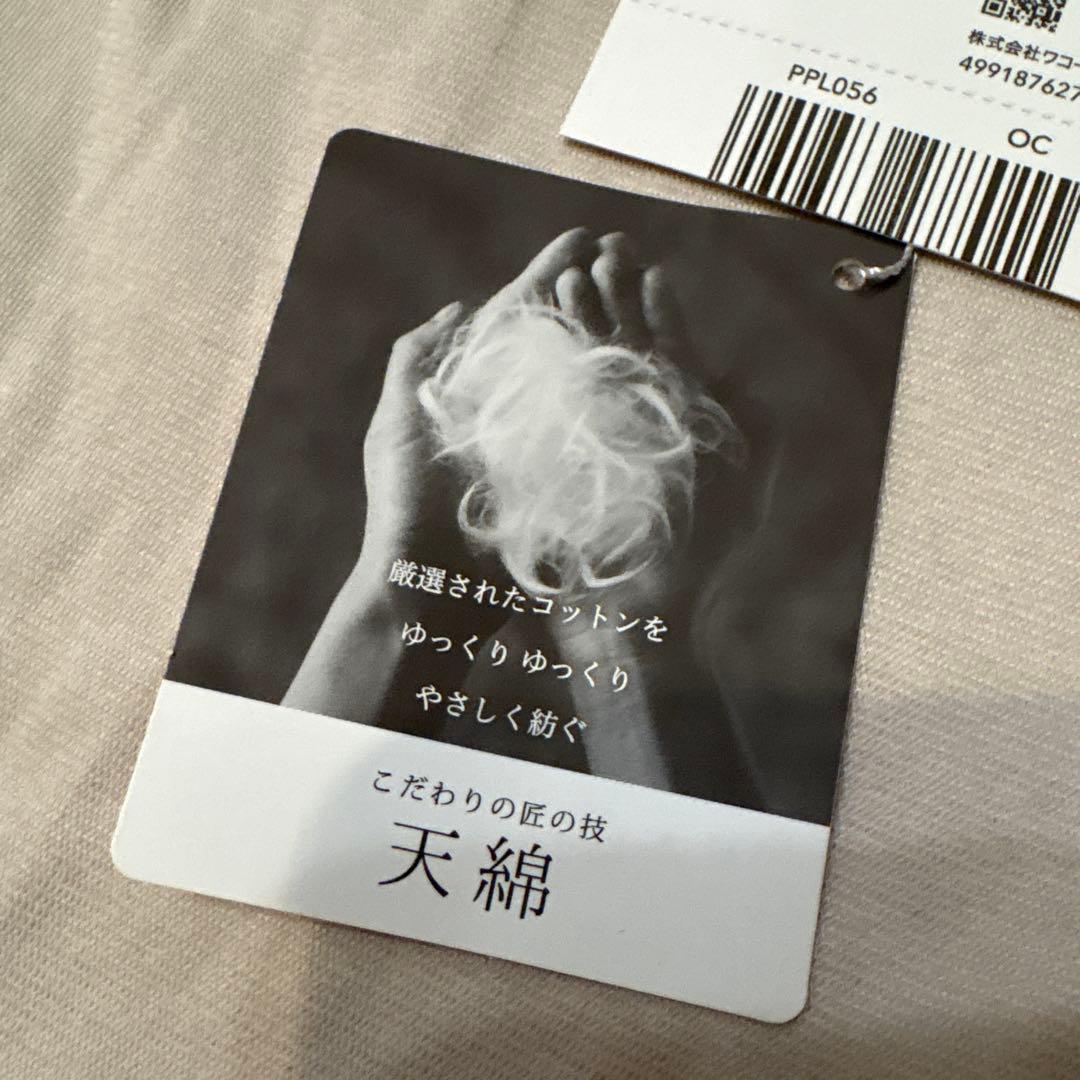 株式会社ワコー
499187627
PPL056
OC
厳選されたコットンを
ゆっくり ゆっくり
やさしく紡ぐ
こだわりの匠の技
天綿